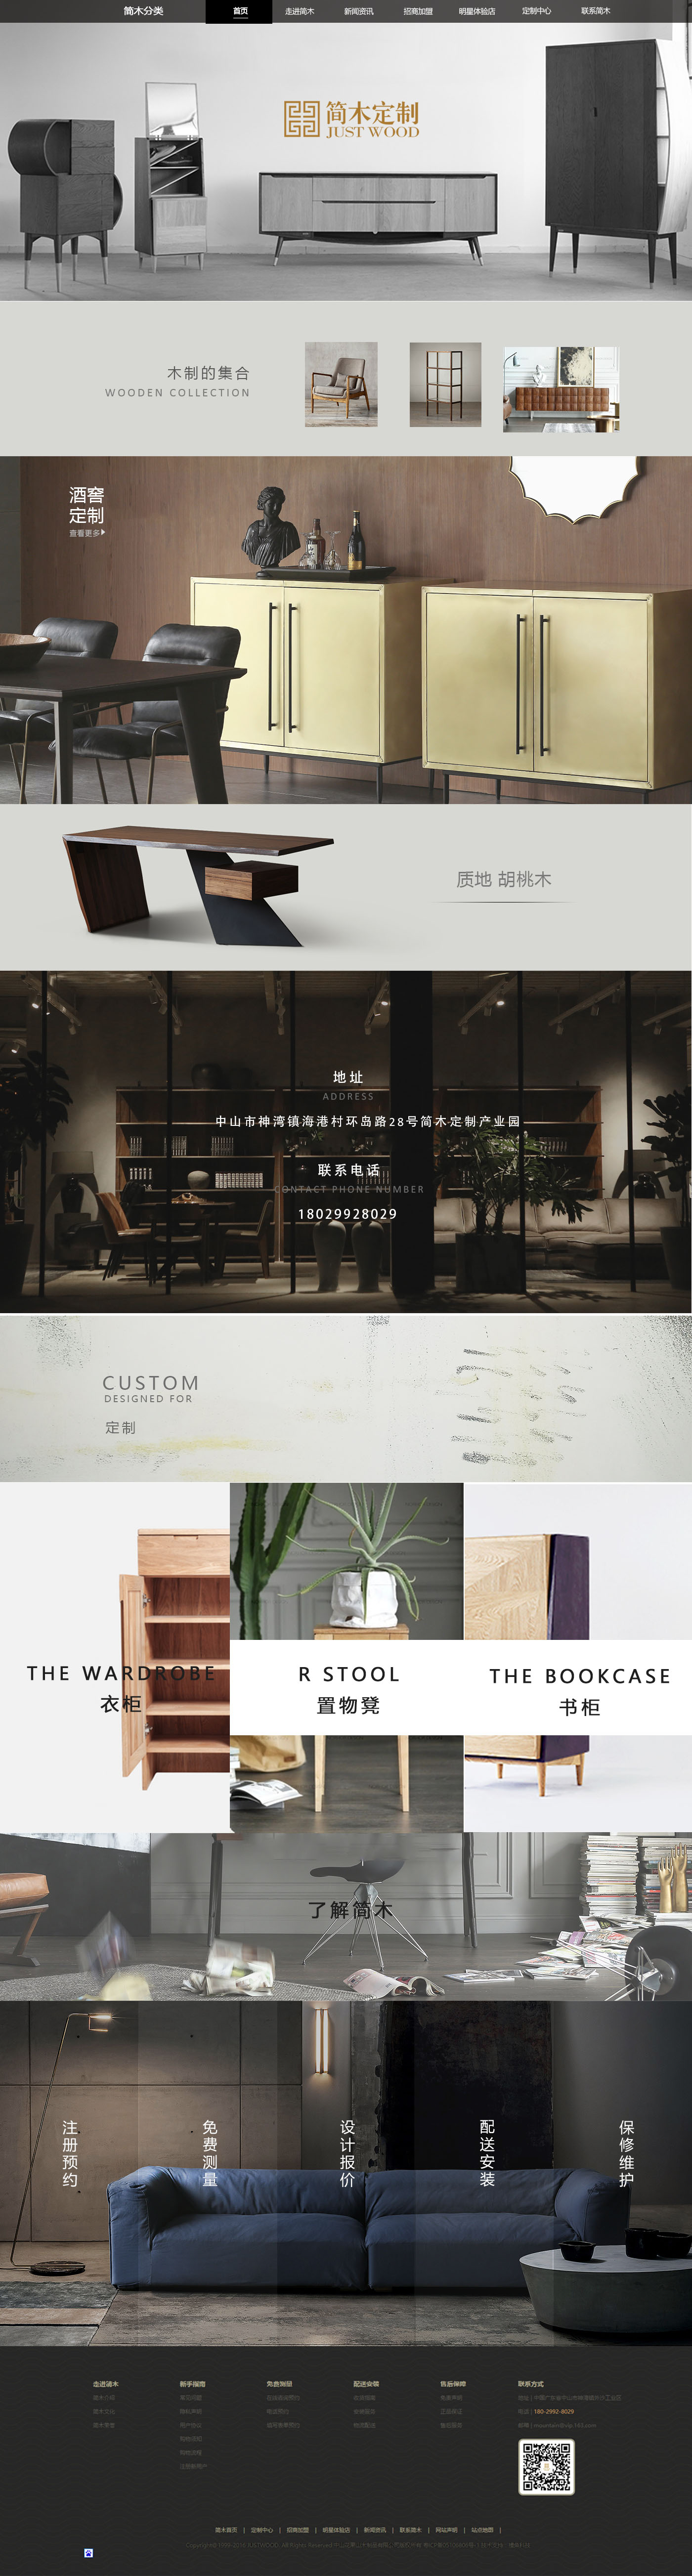 简木分类 首页 走进简木 新闻资讯 招商加盟 明星体验店 定制中心 联系简木
简木定制
JUST WOOD
木制的集合
WOODEN COLLECTION
酒窖
定制
查看更多
质地 胡桃木
地址
ADDRESS
中山市神湾镇海港村环岛路28号简木定制产业园
联系电话
CONTACT PHONE NUMBER
18029928029
CUSTOM
DESIGNED FOR
定制
THE WARDROBE
衣柜
R STOOL
置物凳
THE BOOKCASE
书柜
了解简木
注册预约
免费测量
设计报价
配送安装
保修维护
走进简木 新手指南 免费测量 配送安装 售后保障 联系方式
180-2992-8029
简木首页 | 定制中心 | 招商加盟 | 明星体验店 | 新闻资讯 | 联系简木 | 网站声明 | 站点地图 |